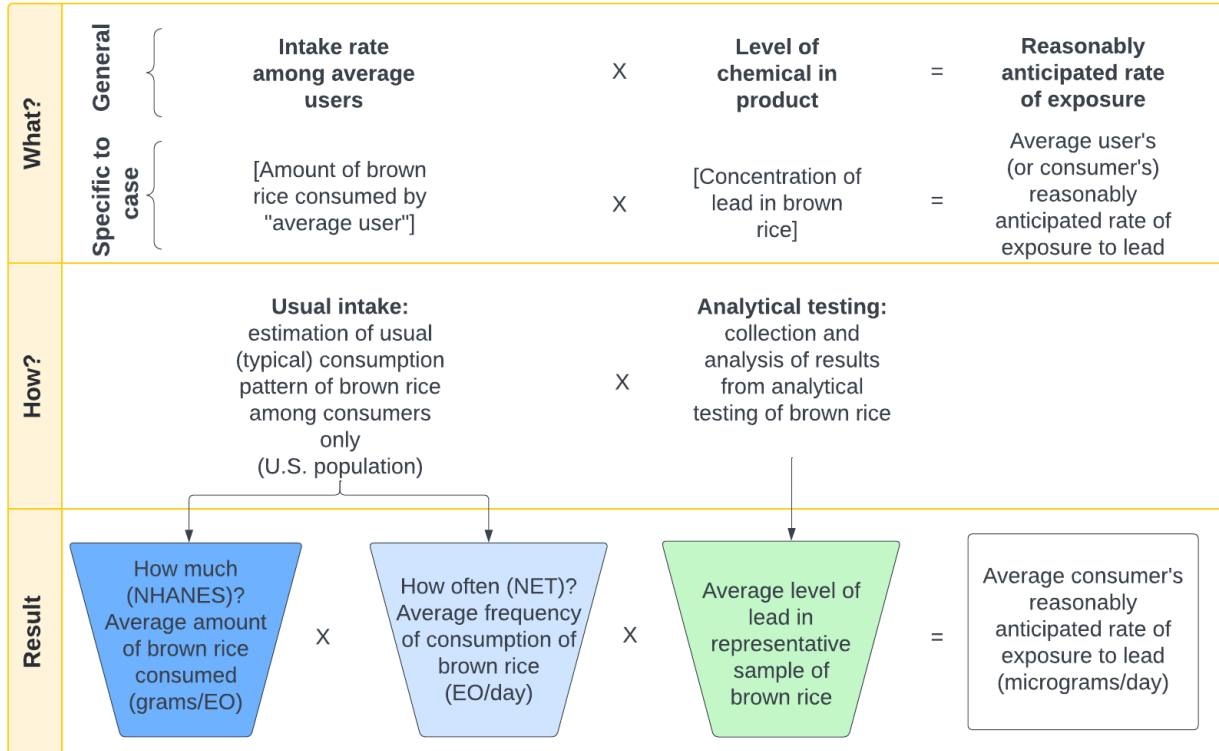 What?
General
Intake rate
among average
users
X
Level of
chemical in
product
=
Reasonably
anticipated rate
of exposure
Specific to
case
[Amount of brown
rice consumed by
"average user"]
X
[Concentration of
lead in brown
rice]
=
Average user's
(or consumer's)
reasonably
anticipated rate of
exposure to lead
How?
Usual intake:
estimation of usual
(typical) consumption
pattern of brown rice
among consumers
only
(U.S. population)
X
Analytical testing:
collection and
analysis of results
from analytical
testing of brown rice
Result
How much
(NHANES)?
Average amount
of brown rice
consumed
(grams/EO)
X
How often (NET)?
Average frequency
of consumption of
brown rice
(EO/day)
X
Average level of
lead in
representative
sample of
brown rice
=
Average consumer's
reasonably
anticipated rate of
exposure to lead
(micrograms/day)